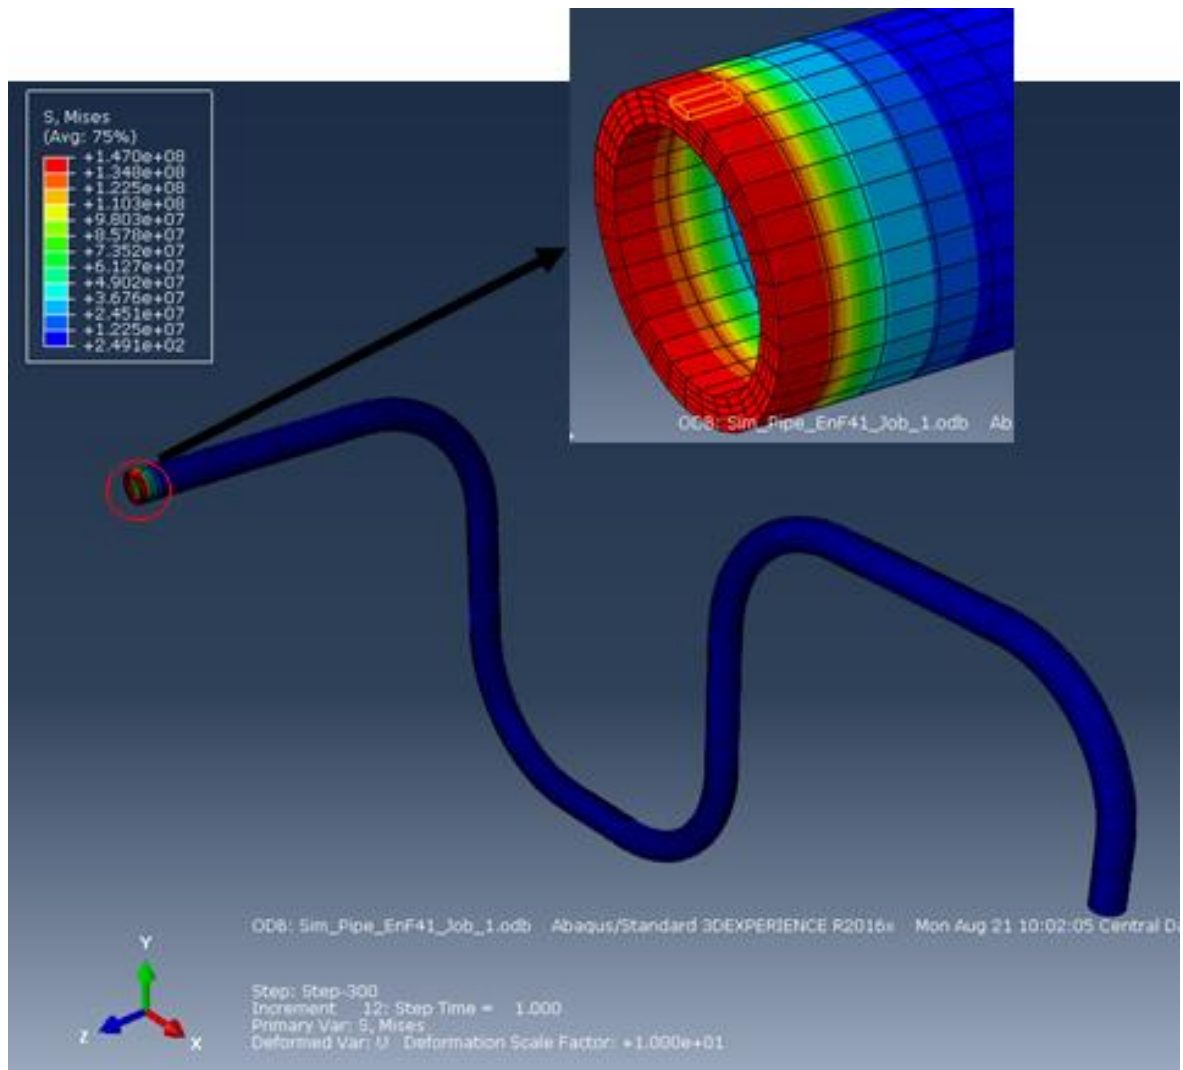 S, Mises
(Avg: 75%)
+1.470e+08
+1.348e+08
+1.225e+08
+1.103e+08
+9.803e+07
+8.578e+07
+7.352e+07
+6.127e+07
+4.902e+07
+3.676e+07
+2.451e+07
+1.225e+07
+2.491e+02
ODB: Sim_Pipe_EnF41_Job_1.odb Ab
ODB: Sim_Pipe_EnF41_Job_1.odb Abaqus/Standard 3DEXPERIENCE R2016x Mon Aug 21 10:02:05 Central Da
Y
Z
X
Step: Step-300
Increment 12: Step Time = 1.000
Primary Var: S, Mises
Deformed Var: U Deformation Scale Factor: +1.000e+01